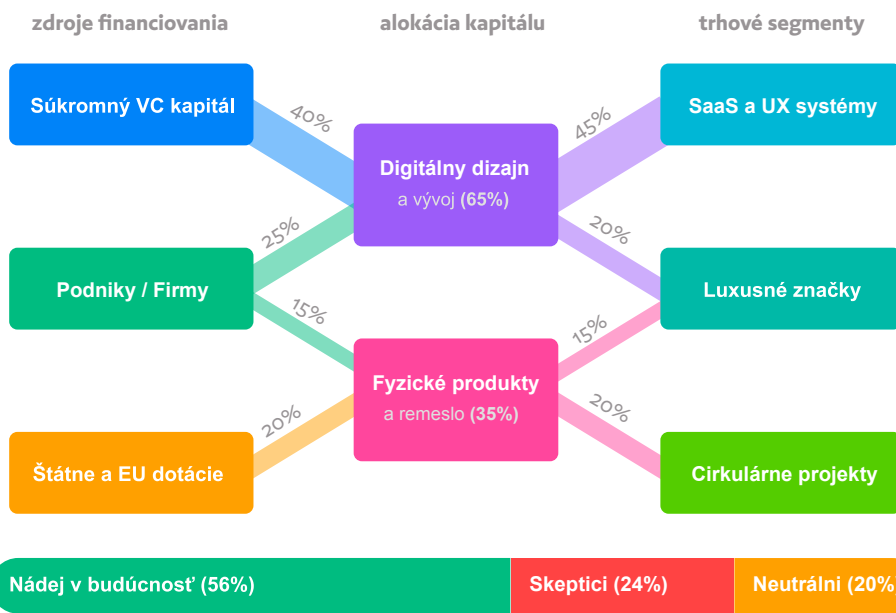 zdroje financiovania
alokácia kapitálu
trhové segmenty
Súkromný VC kapitál
40%
Digitálny dizajn
a vývoj (65%)
45%
SaaS a UX systémy
25%
20%
Podniky / Firmy
Luxusné značky
15%
15%
Fyzické produkty
a remeslo (35%)
20%
20%
Štátne a EU dotácie
Cirkulárne projekty
Nádej v budúcnosť (56%)
Skeptici (24%)
Neutrálni (20%